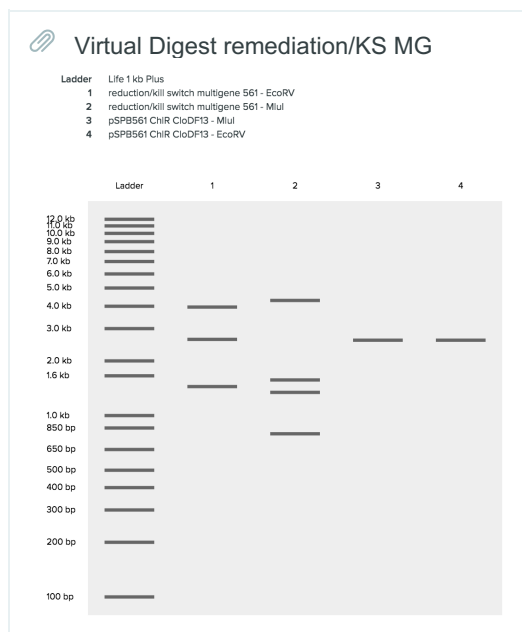 Virtual Digest remediation/KS MG
Ladder Life 1 kb Plus
1 reduction/kill switch multigene 561 - EcoRV
2 reduction/kill switch multigene 561 - MluI
3 pSPB561 ChlR CloDF13 - MluI
4 pSPB561 ChlR CloDF13 - EcoRV
Ladder 1 2 3 4
12.0 kb
11.0 kb
10.0 kb
9.0 kb
8.0 kb
7.0 kb
6.0 kb
5.0 kb
4.0 kb
3.0 kb
2.0 kb
1.6 kb
1.0 kb
850 bp
650 bp
500 bp
400 bp
300 bp
200 bp
100 bp